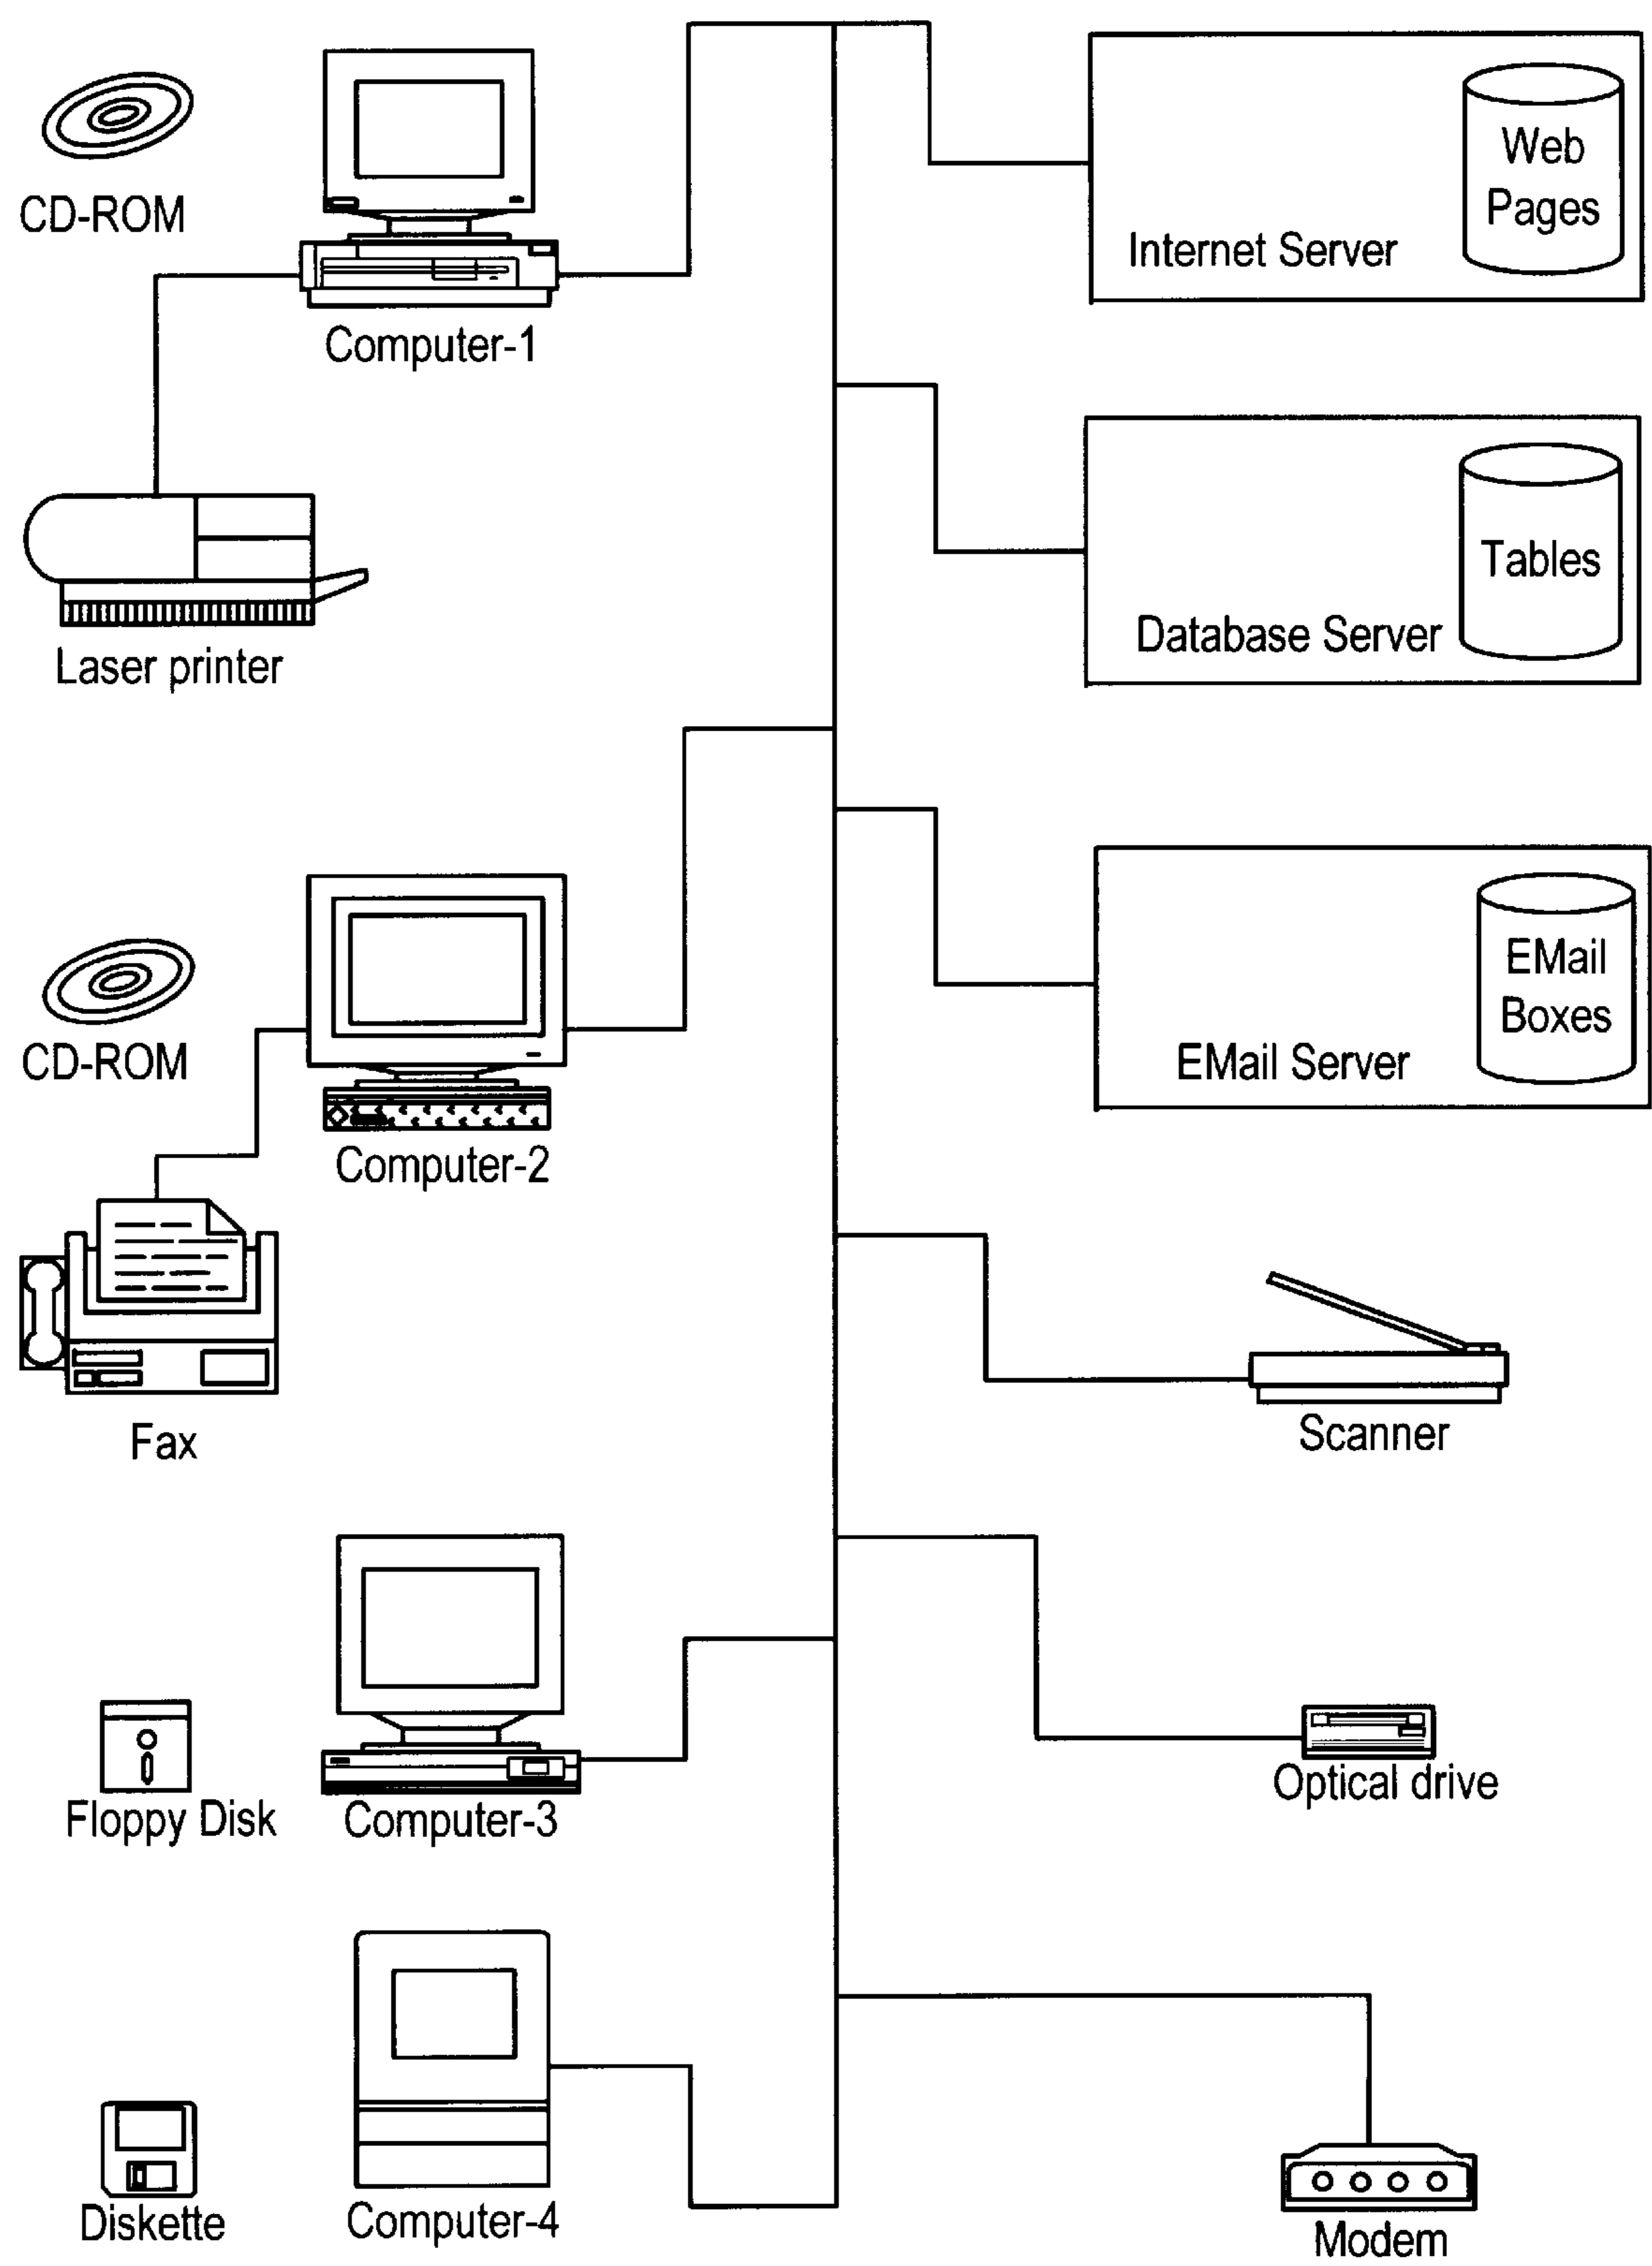 CD-ROM
Computer-1
Web
Pages
Internet Server
Laser printer
Tables
Database Server
CD-ROM
Computer-2
EMail
Boxes
EMail Server
Fax
Scanner
Floppy Disk
Computer-3
Optical drive
Diskette
Computer-4
Modem